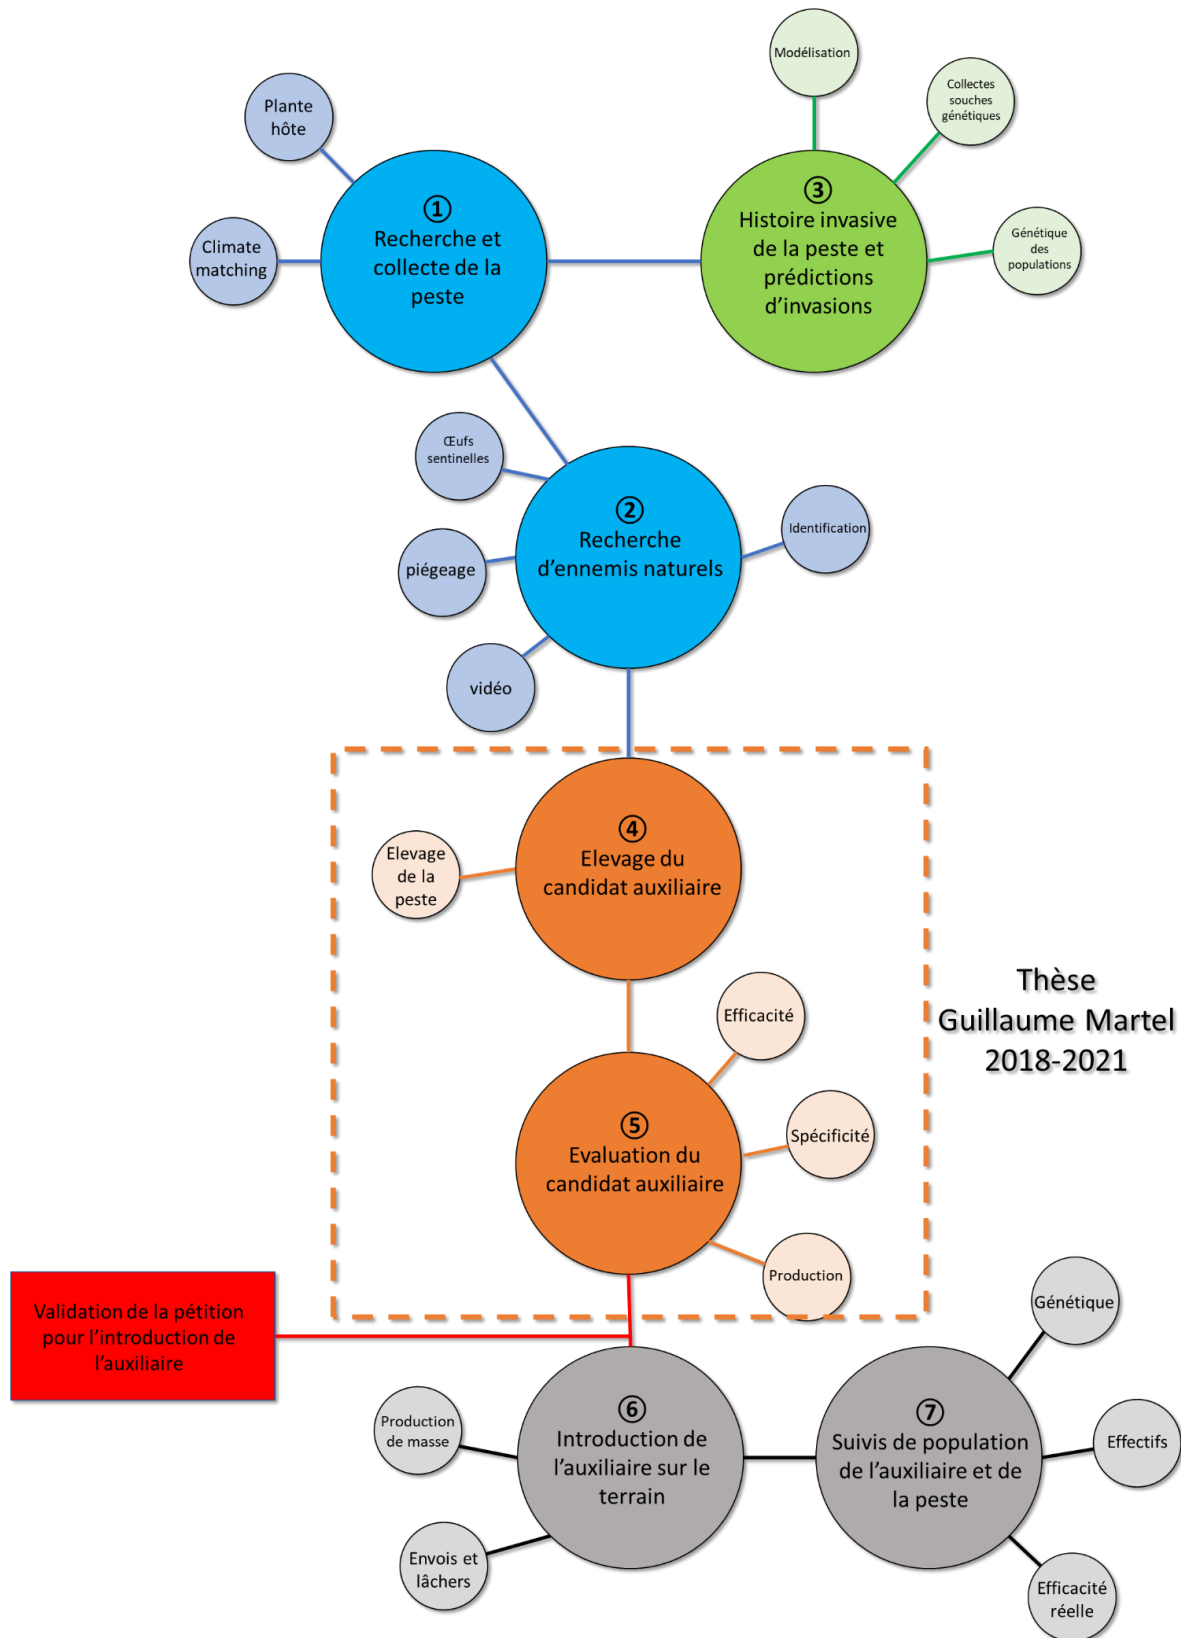 Modélisation
Collectes
souches
génétiques
Plante
hôte
①
Recherche et
collecte de la
peste
③
Histoire invasive
de la peste et
prédictions
d’invasions
Climate
matching
Génétique
des
populations
Œufs
sentinelles
②
Recherche
d’ennemis naturels
Identification
piégeage
vidéo
④
Elevage du
candidat auxiliaire
Elevage
de la
peste
Thèse
Guillaume Martel
2018-2021
Efficacité
⑤
Evaluation du
candidat auxiliaire
Spécificité
Production
Validation de la pétition
pour l’introduction de
l’auxiliaire
Génétique
⑥
Introduction de
l’auxiliaire sur le
terrain
⑦
Suivis de population
de l’auxiliaire et de
la peste
Production
de masse
Effectifs
Envois et
lâchers
Efficacité
réelle